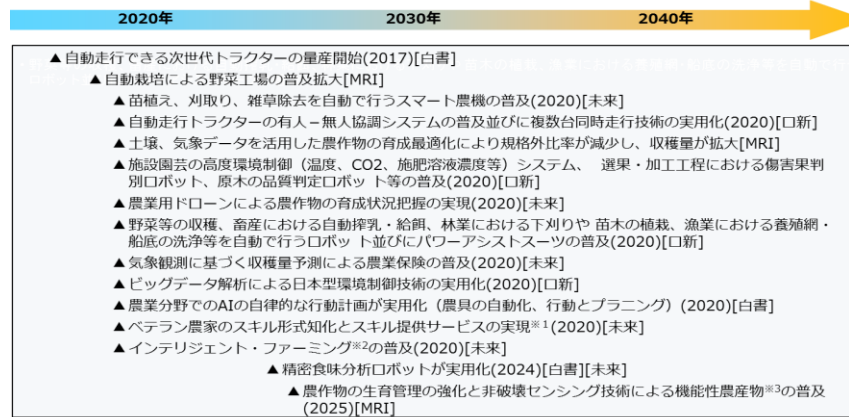 2020年 2030年 2040年
▲自動走行できる次世代トラクターの量産開始(2017)[白書]
▲自動栽培による野菜工場の普及拡大[MRI]
▲苗植え、刈取り、雑草除去を自動で行うスマート農機の普及(2020)[未来]
▲自動走行トラクターの有人－無人協調システムの普及並びに複数台同時走行技術の実用化(2020)[ロ新]
▲土壌、気象データを活用した農作物の育成最適化により規格外比率が減少し、収穫量が拡大[MRI]
▲施設園芸の高度環境制御（温度、CO2、施肥溶液濃度等）システム、 選果・加工工程における傷害果判
別ロボット、原木の品質判定ロボッ ト等の普及(2020)[ロ新]
▲農業用ドローンによる農作物の育成状況把握の実現(2020)[未来]
▲野菜等の収穫、畜産における自動搾乳・給餌、林業における下刈りや 苗木の植栽、漁業における養殖網・
船底の洗浄等を自動で行うロボッ ト並びにパワーアシストスーツの普及(2020)[ロ新]
▲気象観測に基づく収穫量予測による農業保険の普及(2020)[未来]
▲ビッグデータ解析による日本型環境制御技術の実用化(2020)[ロ新]
▲農業分野でのAIの自律的な行動計画が実用化（農具の自動化、行動とプラニング）(2020)[白書]
▲ベテラン農家のスキル形式知化とスキル提供サービスの実現※1(2020)[未来]
▲インテリジェント・ファーミング※2の普及(2020)[未来]
▲精密食味分析ロボットが実用化(2024)[白書][未来]
▲農作物の生育管理の強化と非破壊センシング技術による機能性農産物※3の普及
(2025)[MRI]